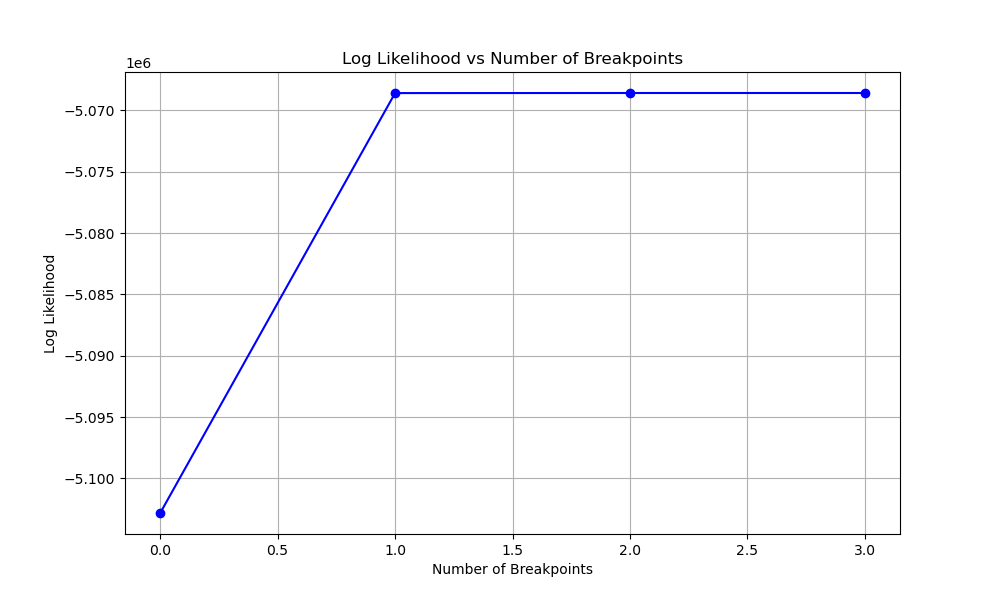 Log Likelihood vs Number of Breakpoints
1e6
−5.070
−5.075
−5.080
−5.085
−5.090
−5.095
−5.100
Log Likelihood
0.0 0.5 1.0 1.5 2.0 2.5 3.0
Number of Breakpoints